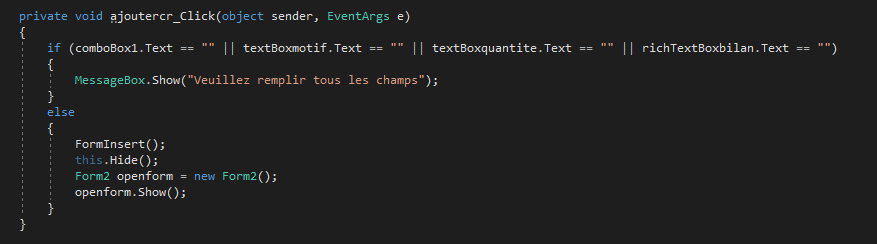 private void ajoutercr_Click(object sender, EventArgs e)
{
if (comboBox1.Text == "" || textBoxmotif.Text == "" || textBoxquantite.Text == "" || richTextBoxbilan.Text == "")
{
MessageBox.Show("Veuillez remplir tous les champs");
}
else
{
FormInsert();
this.Hide();
Form2 openform = new Form2();
openform.Show();
}
}